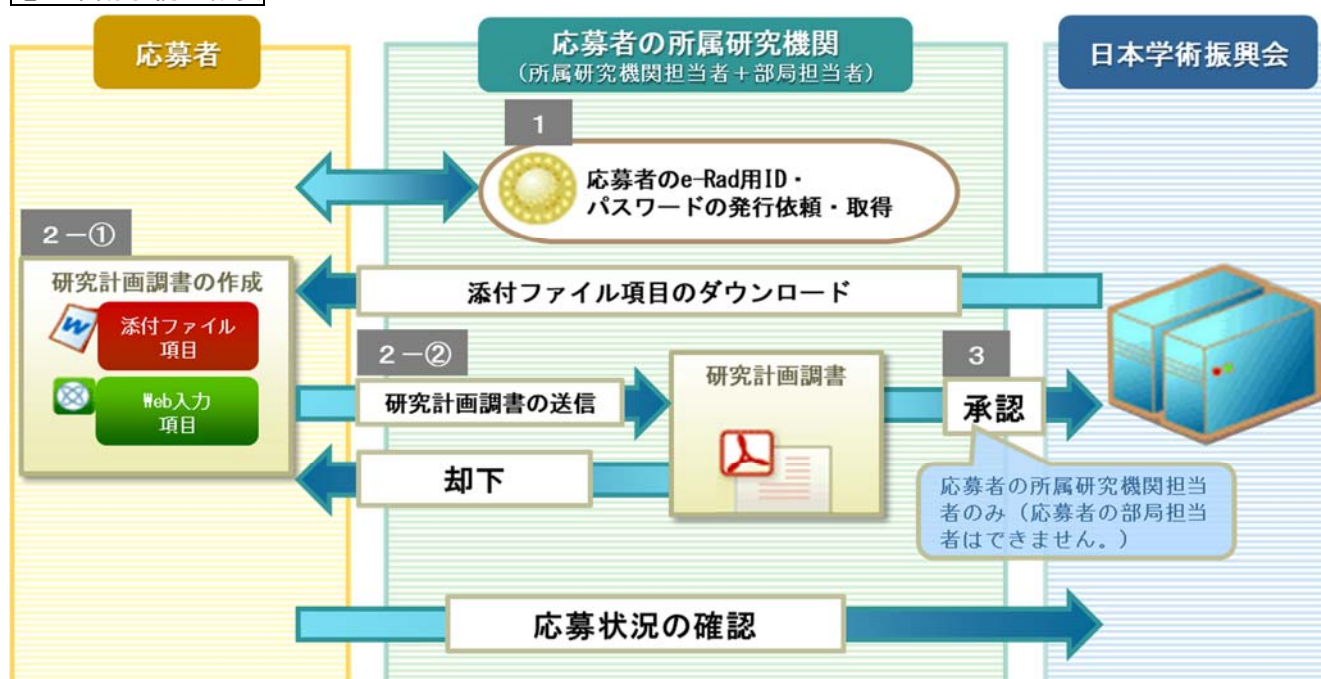 応募者
応募者の所属研究機関
（所属研究機関担当者＋部局担当者）
日本学術振興会
1
応募者のe-Rad用ID・
パスワードの発行依頼・取得
2－①
研究計画調書の作成
添付ファイル
項目
Web入力
項目
添付ファイル項目のダウンロード
2－②
研究計画調書の送信
研究計画調書
3
承認
却下
応募者の所属研究機関担当
者のみ（応募者の部局担当
者はできません。）
応募状況の確認